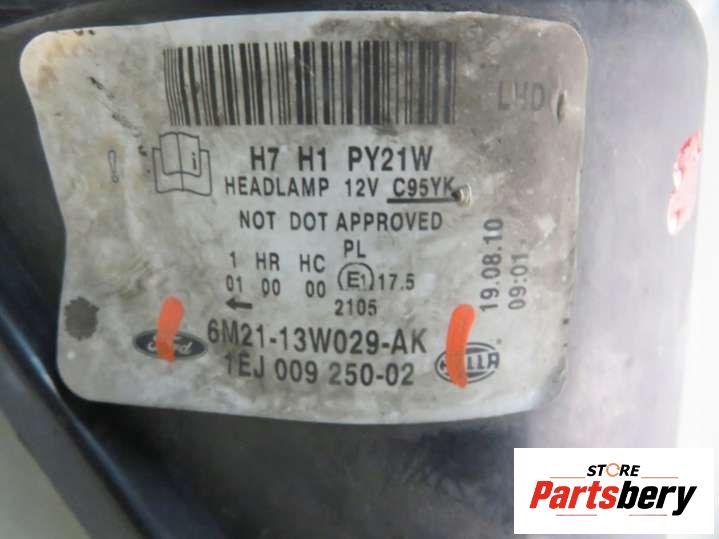 LHD
H7 H1 PY21W
HEADLAMP 12V C95YK
NOT DOT APPROVED
1 HR HC PL
01 00 00 E1 17.5
2105
19.08.10
09:01
Ford 6M21-13W029-AK
1EJ 009 250-02 HELLA
STORE
Partsbery